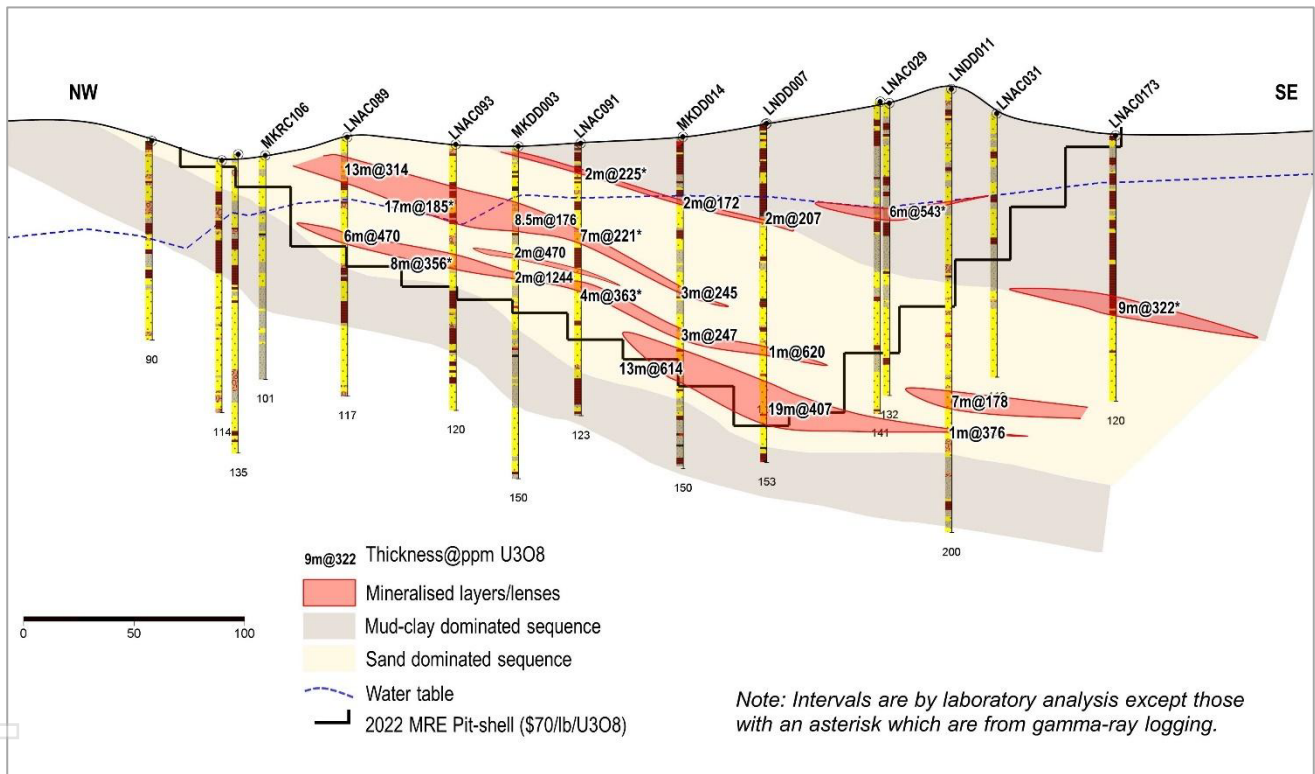 NW
SE
MKRC106
LNAC089
LNAC093
MKDD003
LNAC091
MKDD014
LNDD007
LNAC029
LNDD011
LNAC031
LNAC0173
13m@314
17m@185*
6m@470
8m@356*
8.5m@176
2m@470
2m@1244
2m@225*
7m@221*
4m@363*
2m@172
3m@245
3m@247
13m@614
2m@207
1m@620
19m@407
6m@543*
7m@178
1m@376
9m@322*
90
114
135
101
117
120
150
123
150
153
141
132
200
120
9m@322 Thickness@ppm U3O8
Mineralised layers/lenses
Mud-clay dominated sequence
Sand dominated sequence
Water table
2022 MRE Pit-shell ($70/lb/U3O8)
0 50 100
Note: Intervals are by laboratory analysis except those
with an asterisk which are from gamma-ray logging.